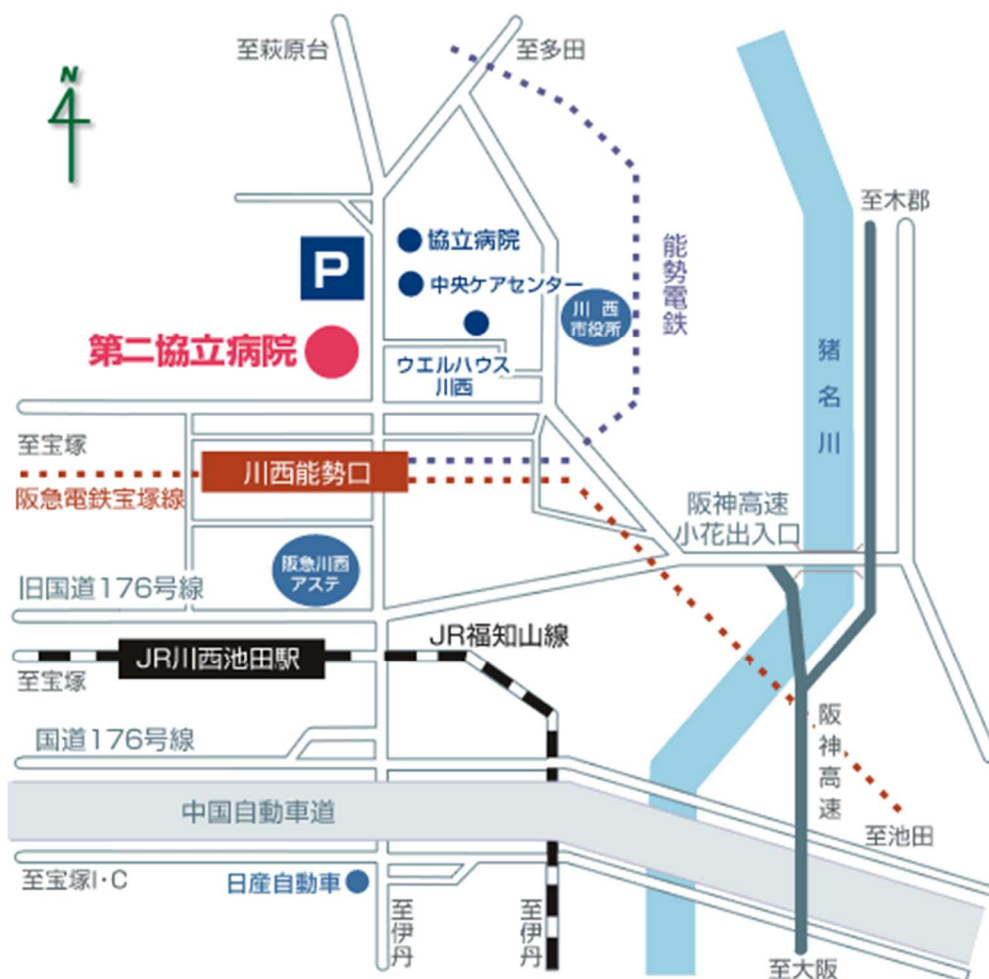 至萩原台
至多田
N
至木郡
協立病院
P
中央ケアセンター
能勢電鉄
川西
市役所
第二協立病院
ウエルハウス
川西
猪名川
至宝塚
川西能勢口
阪急電鉄宝塚線
阪神高速
小花出入口
阪急川西
アステ
旧国道176号線
JR福知山線
JR川西池田駅
至宝塚
国道176号線
阪神高速
中国自動車道
至池田
至宝塚I・C
日産自動車
至伊丹
至伊丹
至大阪